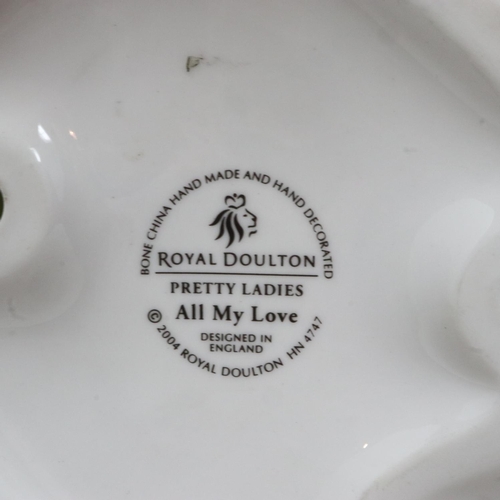 BONE CHINA HAND MADE AND HAND DECORATED
ROYAL DOULTON
PRETTY LADIES
All My Love
DESIGNED IN
ENGLAND
© 2004 ROYAL DOULTON HN 4747